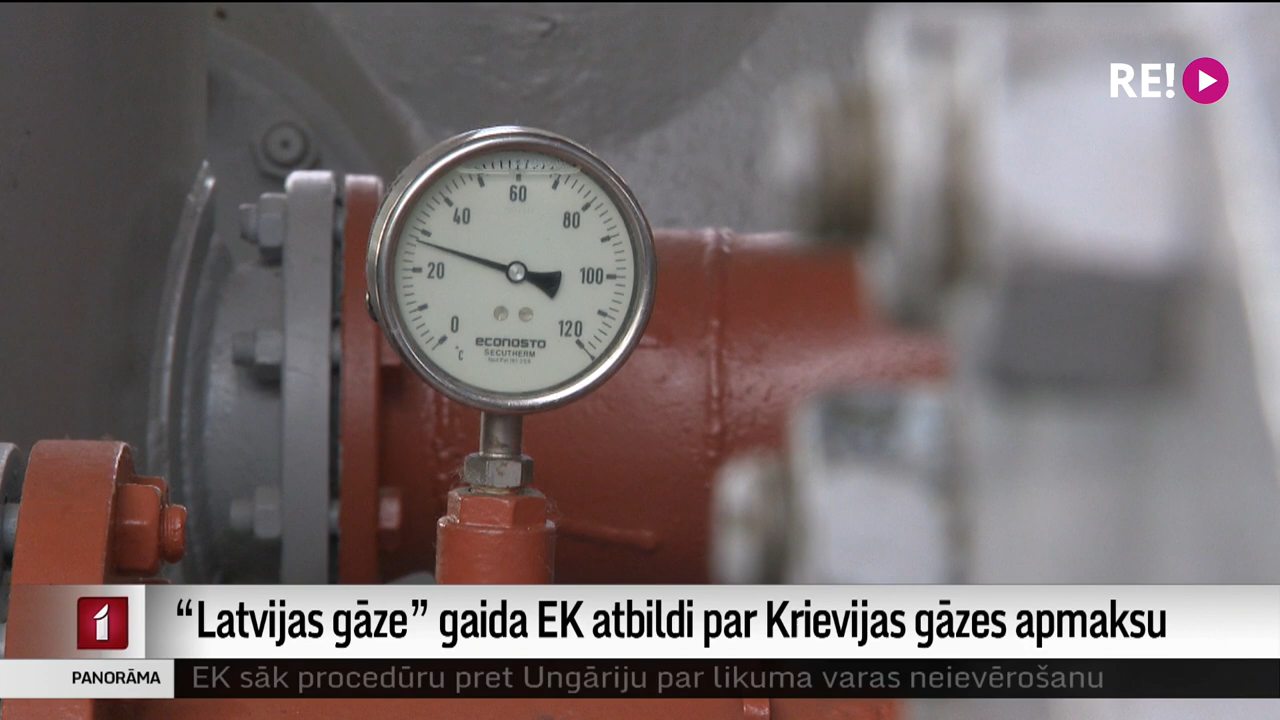 RE!
60
40
80
20
100
0
120
°C
econosto
SECUTHERM
1
“Latvijas gāze” gaida EK atbildi par Krievijas gāzes apmaksu
PANORĀMA
EK sāk procedūru pret Ungāriju par likuma varas neievērošanu